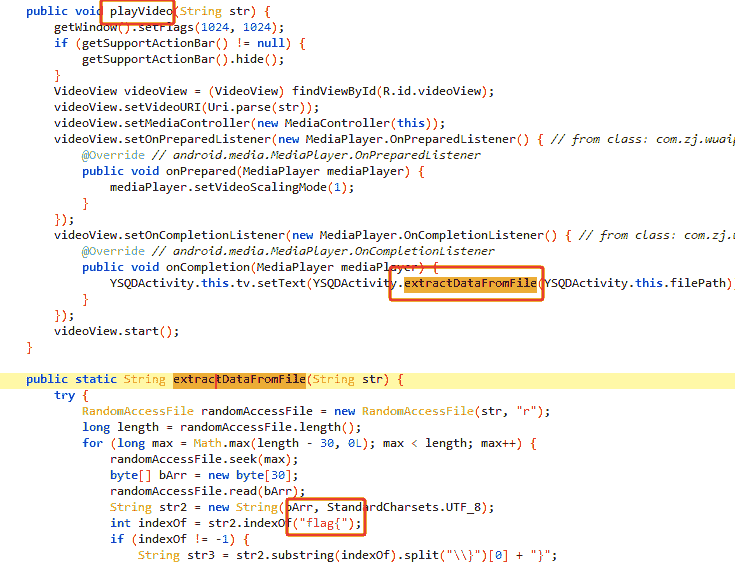 public void playVideo(String str) {
getWindow().setFlags(1024, 1024);
if (getSupportActionBar() != null) {
getSupportActionBar().hide();
}
VideoView videoView = (VideoView) findViewById(R.id.videoView);
videoView.setVideoURI(Uri.parse(str));
videoView.setMediaController(new MediaController(this));
videoView.setOnPreparedListener(new MediaPlayer.OnPreparedListener() { // from class: com.zj.wuaip
@Override // android.media.MediaPlayer.OnPreparedListener
public void onPrepared(MediaPlayer mediaPlayer) {
mediaPlayer.setVideoScalingMode(1);
}
});
videoView.setOnCompletionListener(new MediaPlayer.OnCompletionListener() { // from class: com.zj.w
@Override // android.media.MediaPlayer.OnCompletionListener
public void onCompletion(MediaPlayer mediaPlayer) {
YSQDActivity.this.tv.setText(YSQDActivity.extractDataFromFile(YSQDActivity.this.filePath)
}
});
videoView.start();
}
public static String extractDataFromFile(String str) {
try {
RandomAccessFile randomAccessFile = new RandomAccessFile(str, "r");
long length = randomAccessFile.length();
for (long max = Math.max(length - 30, 0L); max < length; max++) {
randomAccessFile.seek(max);
byte[] bArr = new byte[30];
randomAccessFile.read(bArr);
String str2 = new String(bArr, StandardCharsets.UTF_8);
int indexOf = str2.indexOf("flag{");
if (indexOf != -1) {
String str3 = str2.substring(indexOf).split("\\}")[0] + "}";